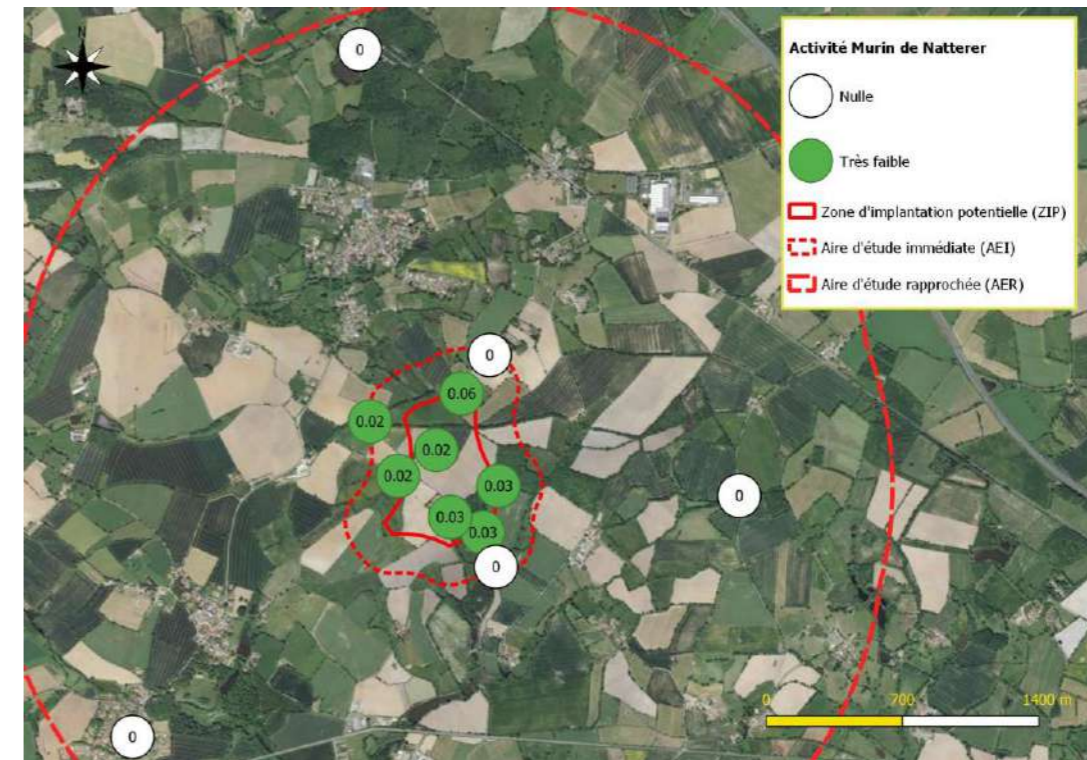 0
N
Activité Murin de Natterer
Nulle
Très faible
Zone d'implantation potentielle (ZIP)
Aire d'étude immédiate (AEI)
Aire d'étude rapprochée (AER)
0
0.06
0.02
0.02
0.02
0.03
0
0.03
0.03
0
0
0 700 1400 m